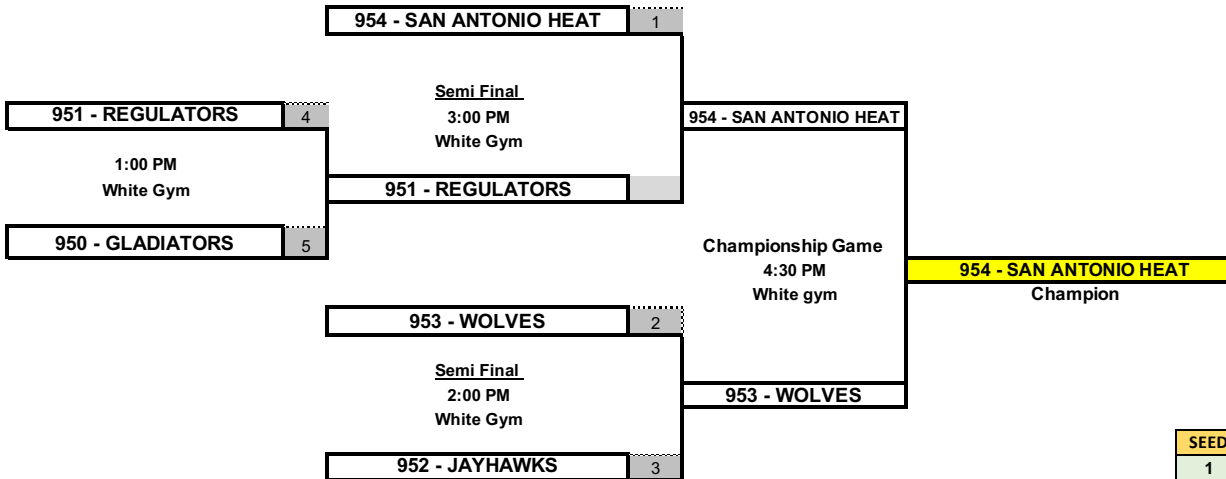 954 - SAN ANTONIO HEAT 1
Semi Final
951 - REGULATORS 4
3:00 PM
954 - SAN ANTONIO HEAT
White Gym
1:00 PM
White Gym
951 - REGULATORS
950 - GLADIATORS 5
Championship Game
4:30 PM
954 - SAN ANTONIO HEAT
White gym
Champion
953 - WOLVES 2
Semi Final
2:00 PM
953 - WOLVES
White Gym
SEED
952 - JAYHAWKS 3
1